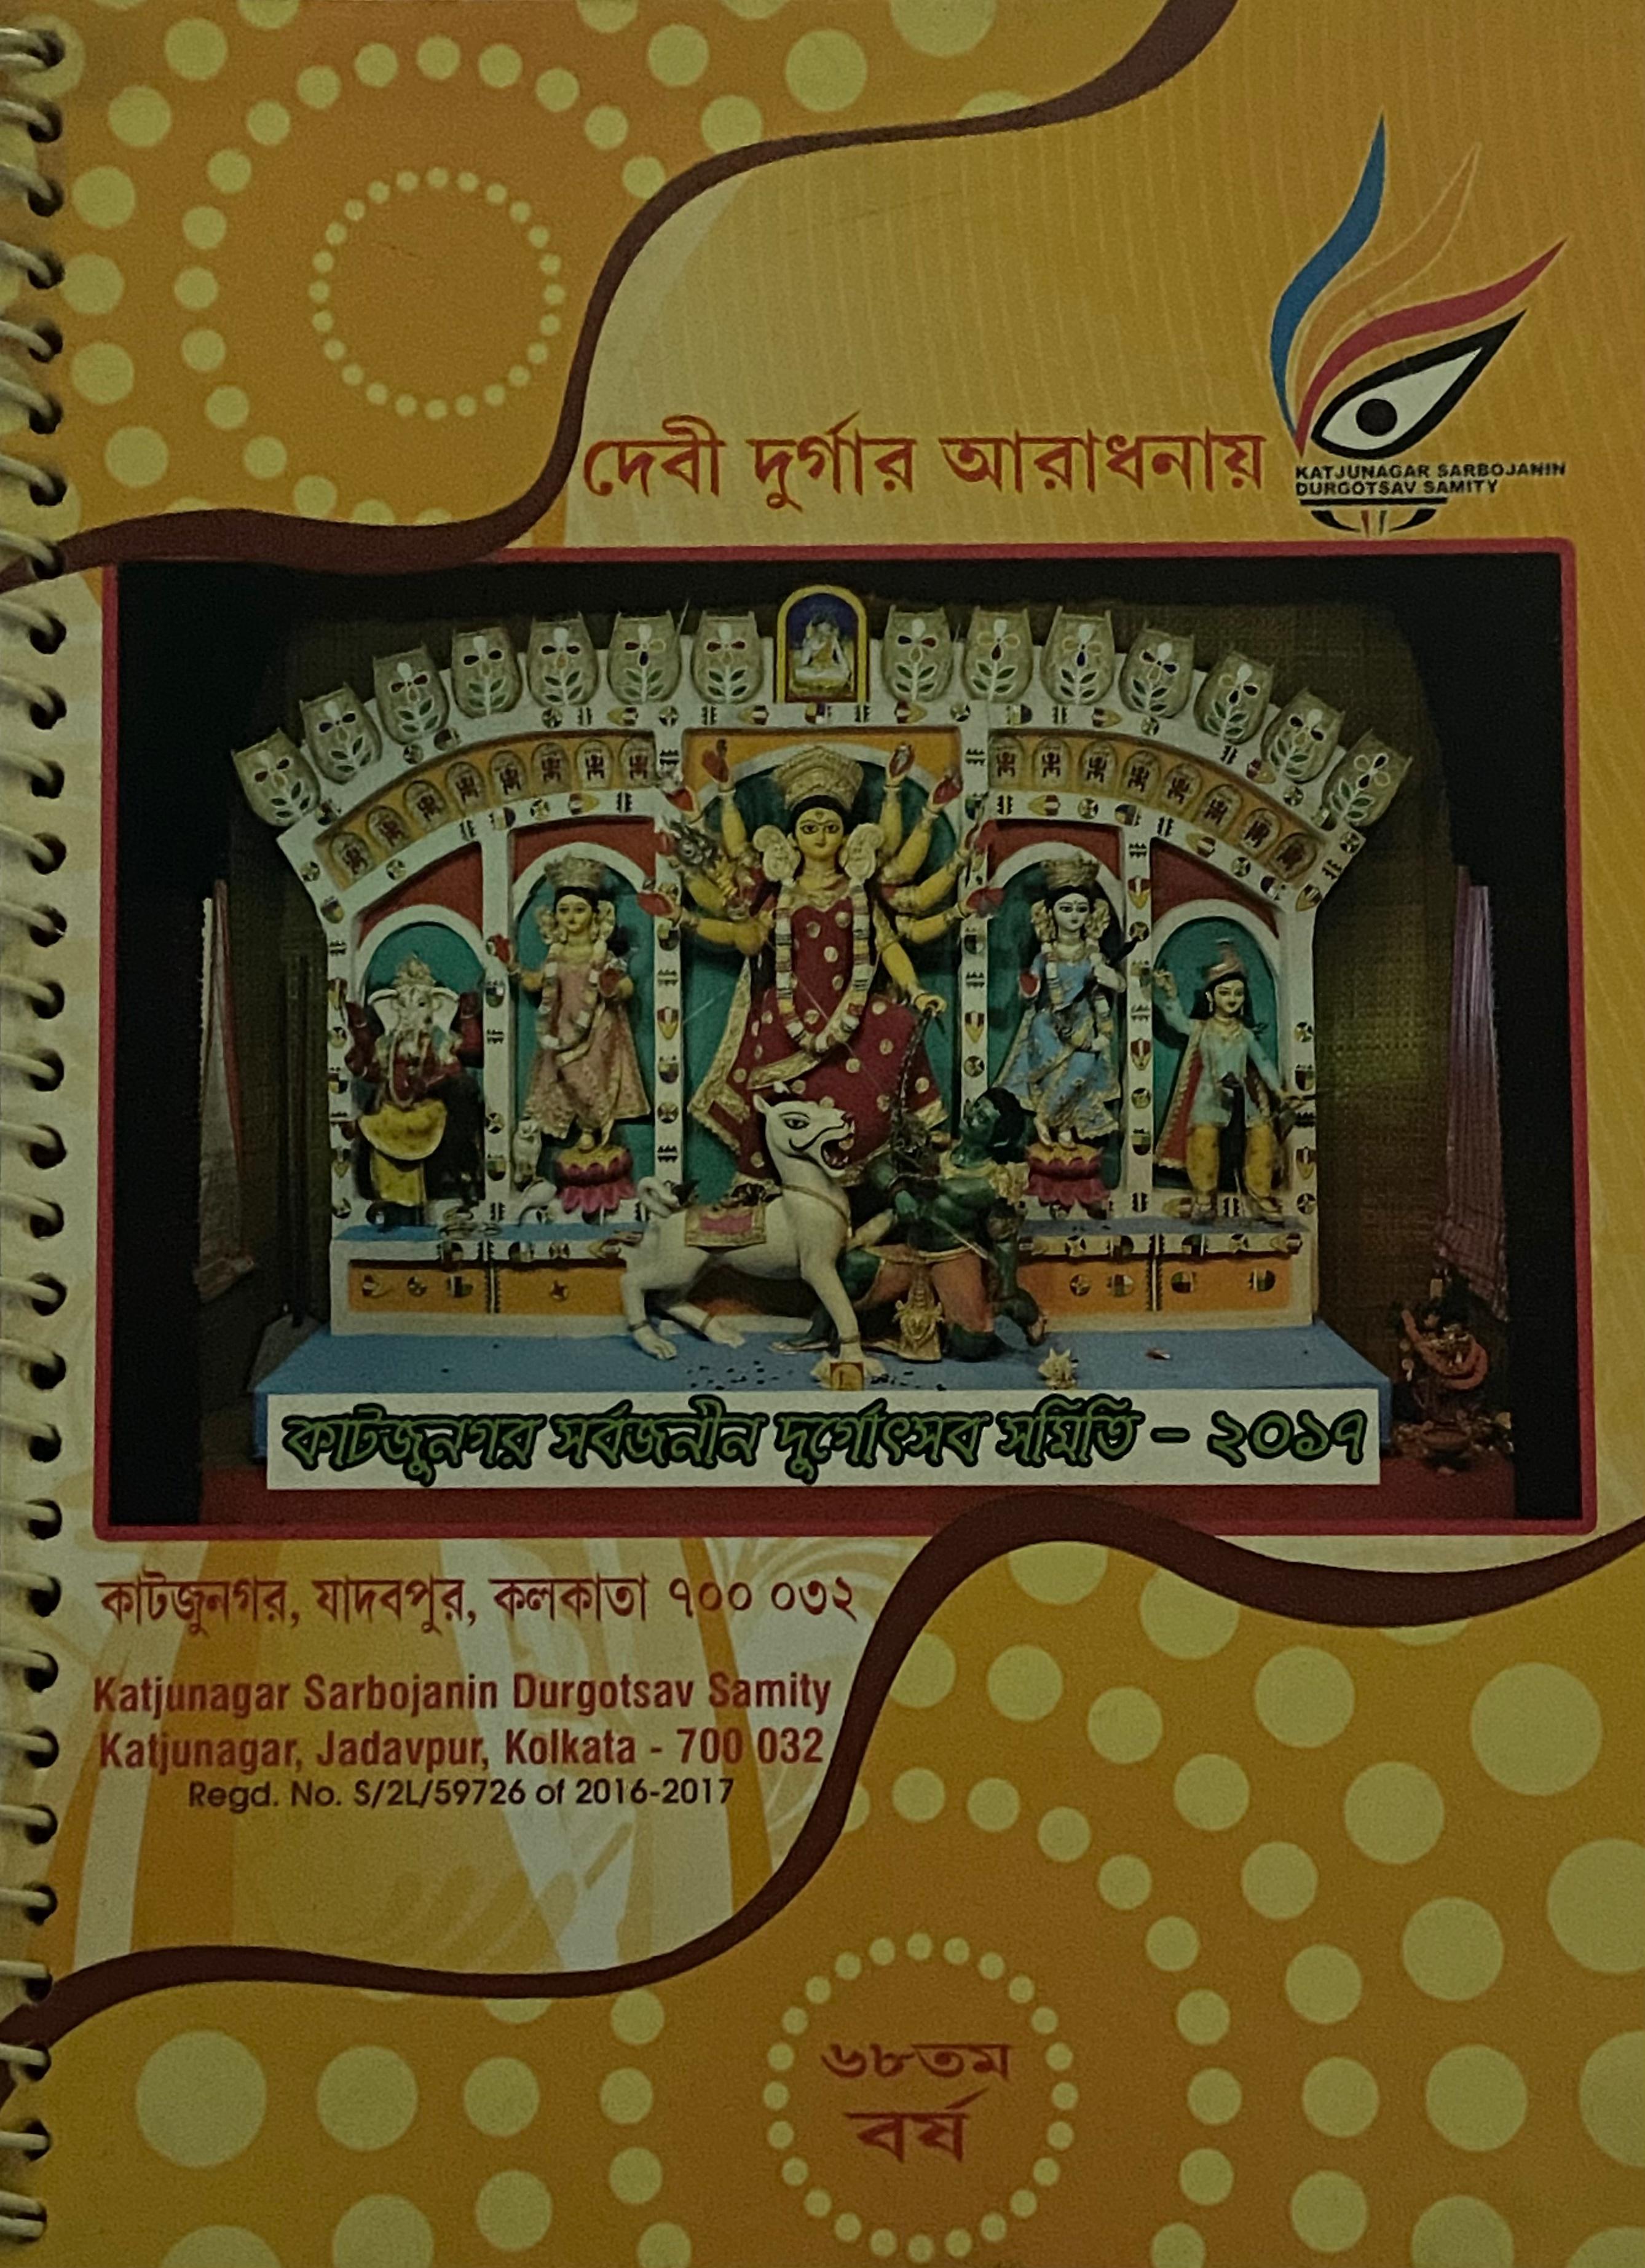 দেবী দুর্গার আরাধনায়
KATJUNAGAR SARBOJANIN
DURGOTSAV SAMITY
কাটজুনগর সর্বজনীন দুর্গোৎসব সমিতি - ২০১৭
কাটজুনগর, যাদবপুর, কলকাতা ৭০০ ০৩২
Katjunagar Sarbojanin Durgotsav Samity
Katjunagar, Jadavpur, Kolkata - 700 032
Regd. No. S/2L/59726 of 2016-2017
৬৮তম
বর্ষ